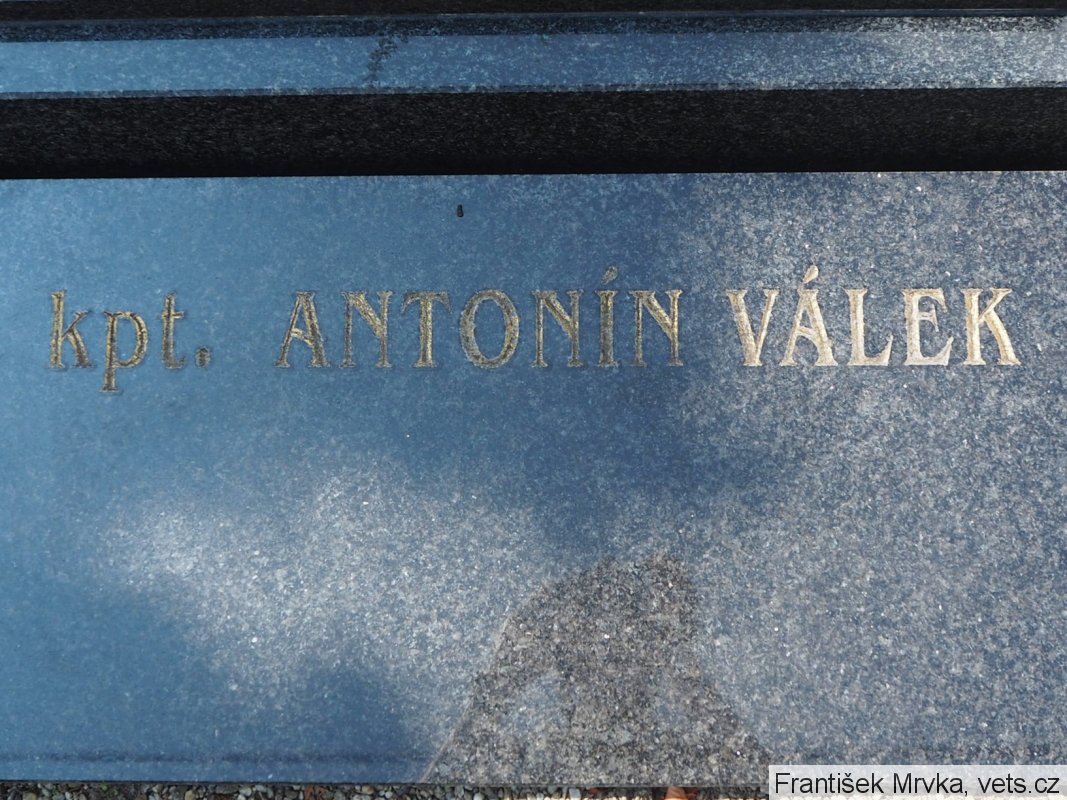 kpt. ANTONÍN VÁLEK
František Mrvka, vets.cz